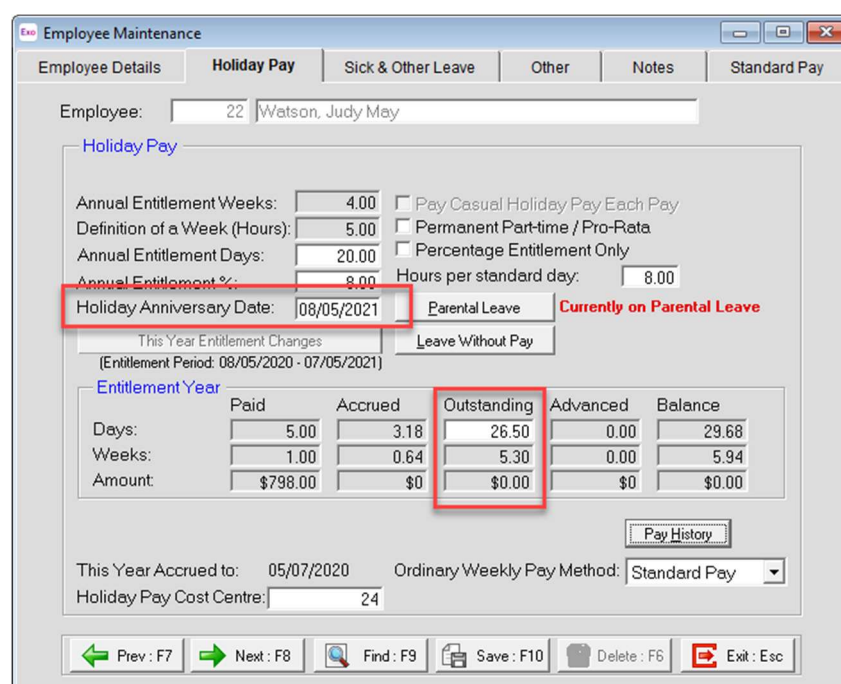 Exo Employee Maintenance
Employee Details Holiday Pay Sick & Other Leave Other Notes Standard Pay
Employee: 22 Watson, Judy May
Holiday Pay
Annual Entitlement Weeks: 4.00 Pay Casual Holiday Pay Each Pay
Definition of a Week (Hours): 5.00 Permanent Part-time / Pro-Rata
Annual Entitlement Days: 20.00 Percentage Entitlement Only
Annual Entitlement %: 8.00 Hours per standard day: 8.00
Holiday Anniversary Date: 08/05/2021 Parental Leave Currently on Parental Leave
This Year Entitlement Changes Leave Without Pay
(Entitlement Period: 08/05/2020 - 07/05/2021)
Entitlement Year
Paid Accrued Outstanding Advanced Balance
Days: 5.00 3.18 26.50 0.00 29.68
Weeks: 1.00 0.64 5.30 0.00 5.94
Amount: $798.00 $0 $0.00 $0 $0.00
Pay History
This Year Accrued to: 05/07/2020 Ordinary Weekly Pay Method: Standard Pay
Holiday Pay Cost Centre: 24
Prev : F7 Next : F8 Find : F9 Save : F10 Delete : F6 Exit : Esc